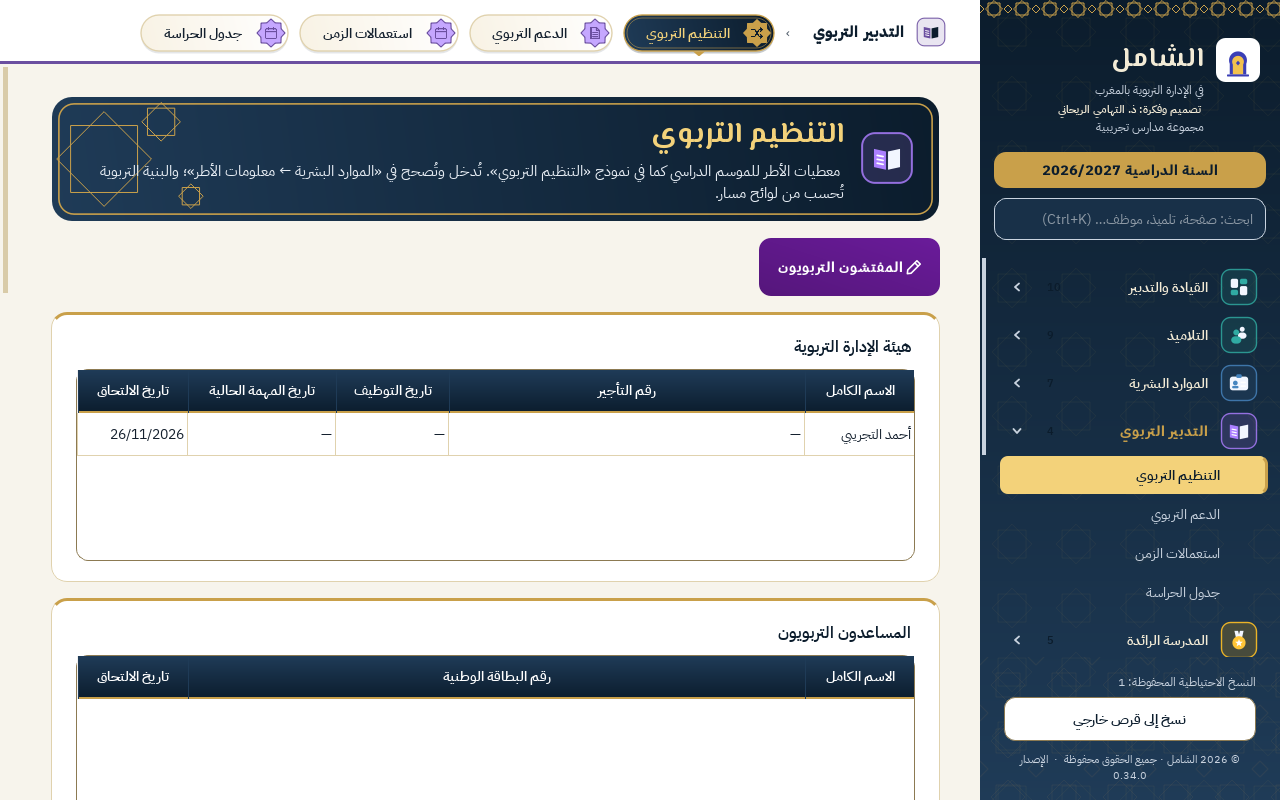 الشامل
في الإدارة التربوية بالمغرب
تصميم وفكرة: ذ. التهامي الريحاني
مجموعة مدارس تجريبية
السنة الدراسية 2026/2027
ابحث: صفحة، تلميذ، موظف... (Ctrl+K)
القيادة والتدبير 10
التلاميذ 9
الموارد البشرية 7
التدبير التربوي 4
التنظيم التربوي
الدعم التربوي
استعمالات الزمن
جدول الحراسة
المدرسة الرائدة 5
النسخ الاحتياطية المحفوظة: 1
نسخ إلى قرص خارجي
© 2026 الشامل · جميع الحقوق محفوظة · الإصدار
0.34.0
التدبير التربوي ‹ التنظيم التربوي الدعم التربوي استعمالات الزمن جدول الحراسة
التنظيم التربوي
معطيات الأطر للموسم الدراسي كما في نموذج «التنظيم التربوي». تُدخل وتُصحح في «الموارد البشرية ← معلومات الأطر»؛ والبنية التربوية
تُحسب من لوائح مسار.
المفتشون التربويون
هيئة الإدارة التربوية
الاسم الكامل رقم التأجير تاريخ التوظيف تاريخ المهمة الحالية تاريخ الالتحاق
أحمد التجريبي — — — 26/11/2026
المساعدون التربويون
الاسم الكامل رقم البطاقة الوطنية تاريخ الالتحاق